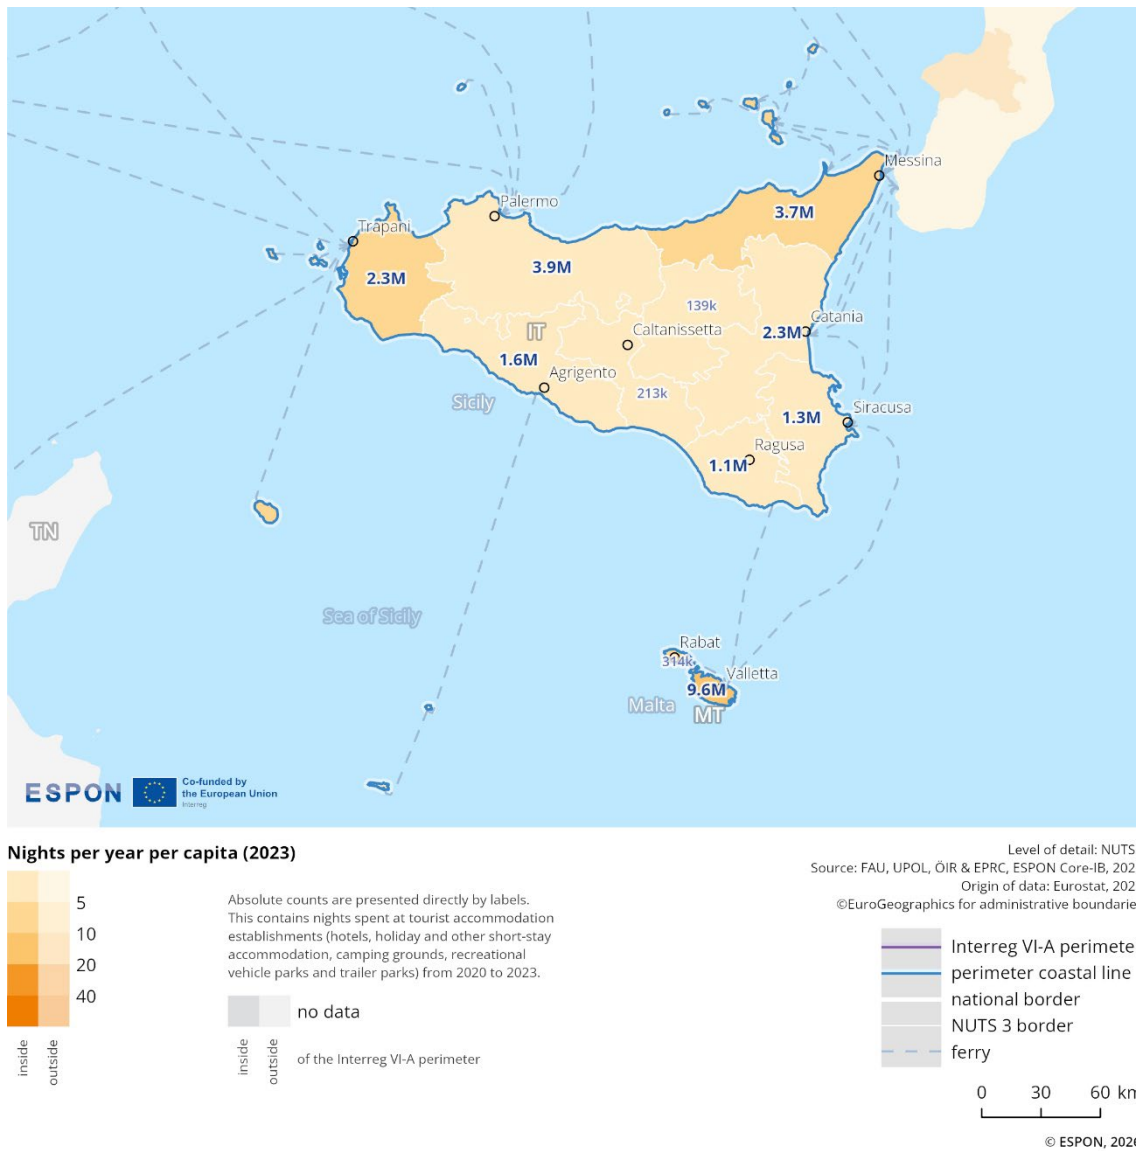 Messina
3.7M
Palermo
Trapani
3.9M
2.3M
139k
Catania
2.3M
Caltanissetta
IT
1.6M
Agrigento
213k
Sicily
Siracusa
1.3M
Ragusa
1.1M
TN
Sea of Sicily
Rabat
314k
Valletta
9.6M
Malta
MT
ESPON
Co-funded by
the European Union
Interreg
Nights per year per capita (2023)
5
10
20
40
inside
outside
Absolute counts are presented directly by labels.
This contains nights spent at tourist accommodation
establishments (hotels, holiday and other short-stay
accommodation, camping grounds, recreational
vehicle parks and trailer parks) from 2020 to 2023.
no data
inside
outside
of the Interreg VI-A perimeter
Level of detail: NUTS
Source: FAU, UPOL, ÖIR & EPRC, ESPON Core-IB, 202
Origin of data: Eurostat, 202
©EuroGeographics for administrative boundarie
Interreg VI-A perimete
perimeter coastal line
national border
NUTS 3 border
ferry
0 30 60 km
© ESPON, 2026